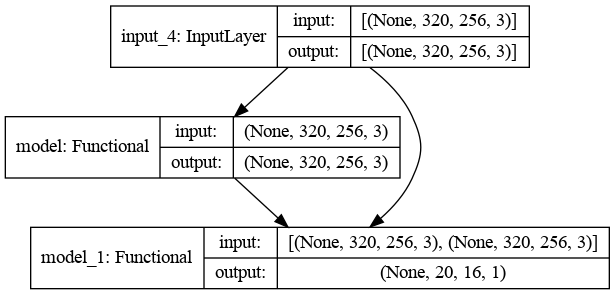 input_4: InputLayer
input: [(None, 320, 256, 3)]
output: [(None, 320, 256, 3)]
model: Functional
input: (None, 320, 256, 3)
output: (None, 320, 256, 3)
model_1: Functional
input: [(None, 320, 256, 3), (None, 320, 256, 3)]
output: (None, 20, 16, 1)